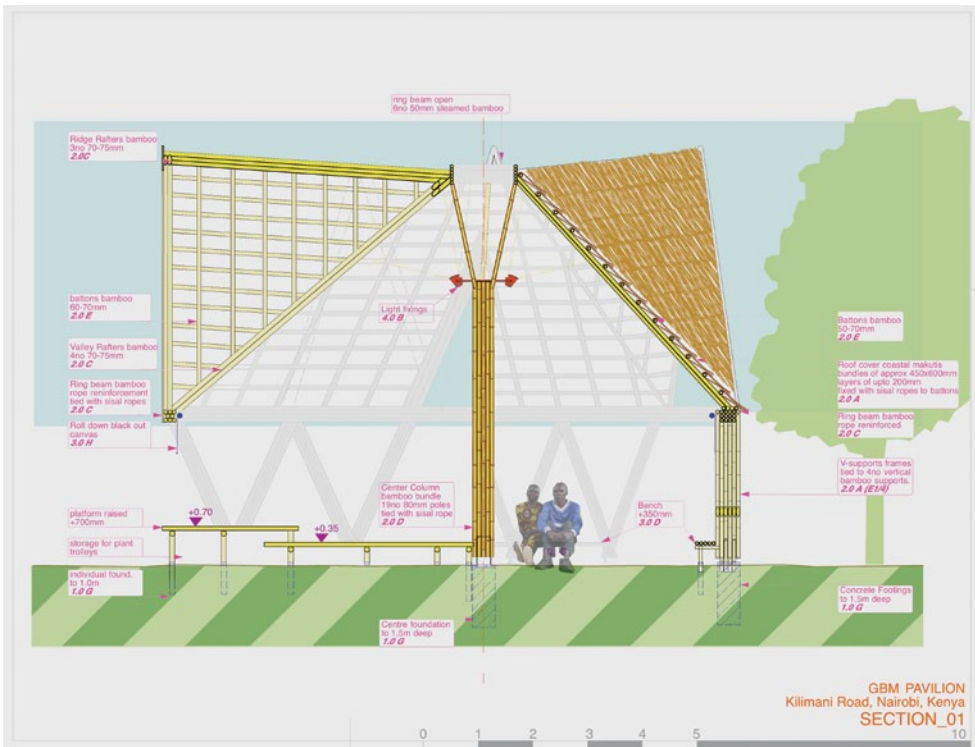 ring beam open
6no 50mm steamed bamboo
Ridge Rafters bamboo
3no 70-75mm
2.0C
battons bamboo
60-70mm
2.0 E
Valley Rafters bamboo
4no 70-75mm
2.0 C
Ring beam bamboo
rope reninforcement
tied with sisal ropes
2.0 C
Roll down black out
canvas
3.0 H
platform raised
+700mm
storage for plant
trolleys
individual found.
to 1.0m
1.0 G
+0.70
+0.35
Light fixings
4.0 B
Center Column
bamboo bundle
19no 80mm poles
tied with sisal rope
2.0 D
Centre foundation
to 1.5m deep
1.0 G
Bench
+350mm
3.0 D
Battons bamboo
50-70mm
2.0 E
Roof cover coastal makutis
bundles of approx 450x600mm
layers of upto 200mm
fixed with sisal ropes to battons
2.0 A
Ring beam bamboo
rope reninforced
2.0 C
V-supports frames
tied to 4no vertical
bamboo supports.
2.0 A (E1/4)
Concrete Footings
to 1.5m deep
1.0 G
GBM PAVILION
Kilimani Road, Nairobi, Kenya
SECTION_01
0 1 2 3 4 5 10